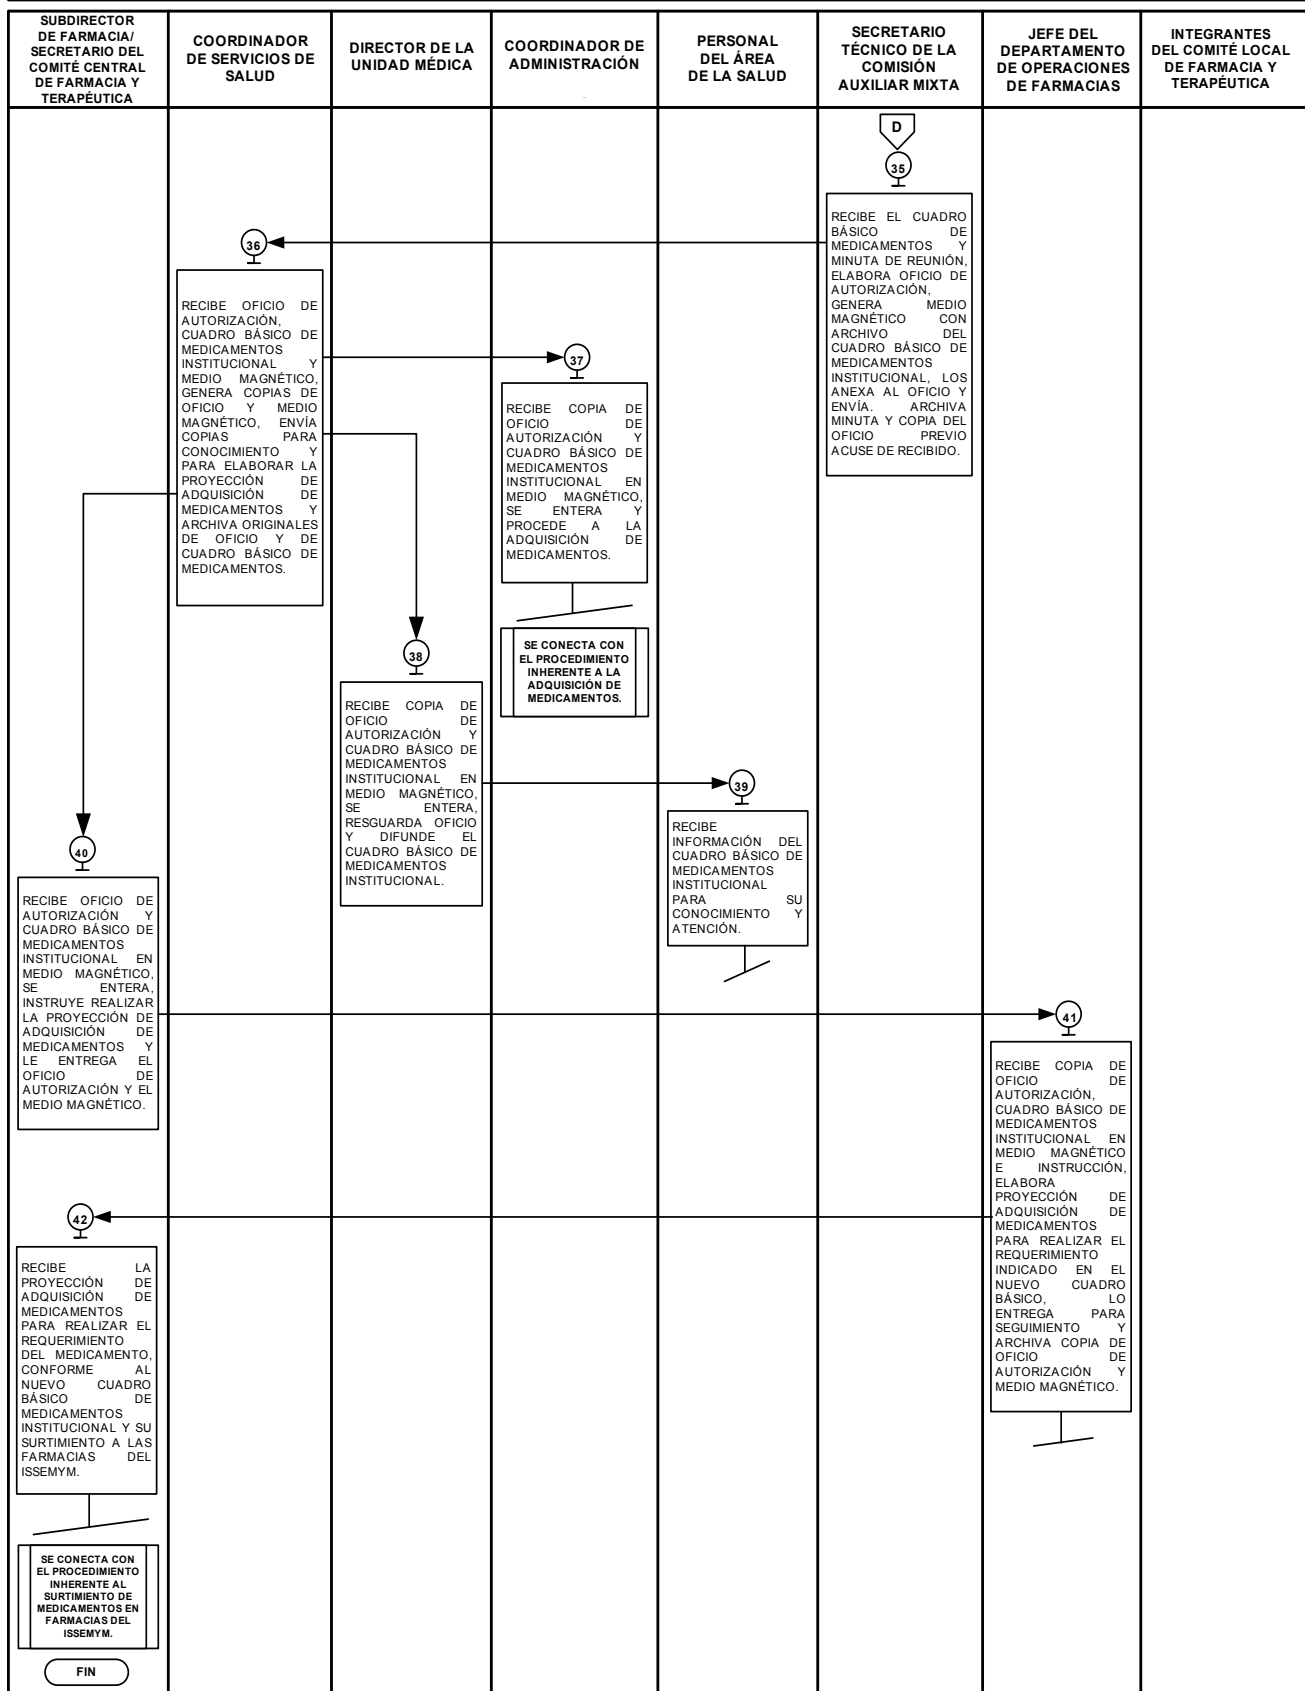 SUBDIRECTOR
DE FARMACIA/
SECRETARIO DEL
COMITÉ CENTRAL
DE FARMACIA Y
TERAPÉUTICA
COORDINADOR
DE SERVICIOS DE
SALUD
DIRECTOR DE LA
UNIDAD MÉDICA
COORDINADOR DE
ADMINISTRACIÓN
PERSONAL
DEL ÁREA
DE LA SALUD
SECRETARIO
TÉCNICO DE LA
COMISIÓN
AUXILIAR MIXTA
JEFE DEL
DEPARTAMENTO
DE OPERACIONES
DE FARMACIAS
INTEGRANTES
DEL COMITÉ LOCAL
DE FARMACIA Y
TERAPÉUTICA
D
35
RECIBE EL CUADRO
BÁSICO DE
MEDICAMENTOS Y
MINUTA DE REUNIÓN,
ELABORA OFICIO DE
AUTORIZACIÓN,
GENERA MEDIO
MAGNÉTICO CON
ARCHIVO DEL
CUADRO BÁSICO DE
MEDICAMENTOS
INSTITUCIONAL, LOS
ANEXA AL OFICIO Y
ENVÍA. ARCHIVA
MINUTA Y COPIA DEL
OFICIO PREVIO
ACUSE DE RECIBIDO.
36
RECIBE OFICIO DE
AUTORIZACIÓN,
CUADRO BÁSICO DE
MEDICAMENTOS
INSTITUCIONAL Y
MEDIO MAGNÉTICO,
GENERA COPIAS DE
OFICIO Y MEDIO
MAGNÉTICO, ENVÍA
COPIAS PARA
CONOCIMIENTO Y
PARA ELABORAR LA
PROYECCIÓN DE
ADQUISICIÓN DE
MEDICAMENTOS Y
ARCHIVA ORIGINALES
DE OFICIO Y DE
CUADRO BÁSICO DE
MEDICAMENTOS.
37
RECIBE COPIA DE
OFICIO DE
AUTORIZACIÓN Y
CUADRO BÁSICO DE
MEDICAMENTOS
INSTITUCIONAL EN
MEDIO MAGNÉTICO,
SE ENTERA Y
PROCEDE A LA
ADQUISICIÓN DE
MEDICAMENTOS.
SE CONECTA CON
EL PROCEDIMIENTO
INHERENTE A LA
ADQUISICIÓN DE
MEDICAMENTOS.
38
RECIBE COPIA DE
OFICIO DE
AUTORIZACIÓN Y
CUADRO BÁSICO DE
MEDICAMENTOS
INSTITUCIONAL EN
MEDIO MAGNÉTICO,
SE ENTERA,
RESGUARDA OFICIO
Y DIFUNDE EL
CUADRO BÁSICO DE
MEDICAMENTOS
INSTITUCIONAL.
39
RECIBE
INFORMACIÓN DEL
CUADRO BÁSICO DE
MEDICAMENTOS
INSTITUCIONAL
PARA SU
CONOCIMIENTO Y
ATENCIÓN.
40
RECIBE OFICIO DE
AUTORIZACIÓN Y
CUADRO BÁSICO DE
MEDICAMENTOS
INSTITUCIONAL EN
MEDIO MAGNÉTICO,
SE ENTERA,
INSTRUYE REALIZAR
LA PROYECCIÓN DE
ADQUISICIÓN DE
MEDICAMENTOS Y
LE ENTREGA EL
OFICIO DE
AUTORIZACIÓN Y EL
MEDIO MAGNÉTICO.
41
RECIBE COPIA DE
OFICIO DE
AUTORIZACIÓN,
CUADRO BÁSICO DE
MEDICAMENTOS
INSTITUCIONAL EN
MEDIO MAGNÉTICO
E INSTRUCCIÓN,
ELABORA
PROYECCIÓN DE
ADQUISICIÓN DE
MEDICAMENTOS
PARA REALIZAR EL
REQUERIMIENTO
INDICADO EN EL
NUEVO CUADRO
BÁSICO, LO
ENTREGA PARA
SEGUIMIENTO Y
ARCHIVA COPIA DE
OFICIO DE
AUTORIZACIÓN Y
MEDIO MAGNÉTICO.
42
RECIBE LA
PROYECCIÓN DE
ADQUISICIÓN DE
MEDICAMENTOS
PARA REALIZAR EL
REQUERIMIENTO
DEL MEDICAMENTO,
CONFORME AL
NUEVO CUADRO
BÁSICO DE
MEDICAMENTOS
INSTITUCIONAL Y SU
SURTIMIENTO A LAS
FARMACIAS DEL
ISSEMYM.
SE CONECTA CON
EL PROCEDIMIENTO
INHERENTE AL
SURTIMIENTO DE
MEDICAMENTOS EN
FARMACIAS DEL
ISSEMYM.
FIN